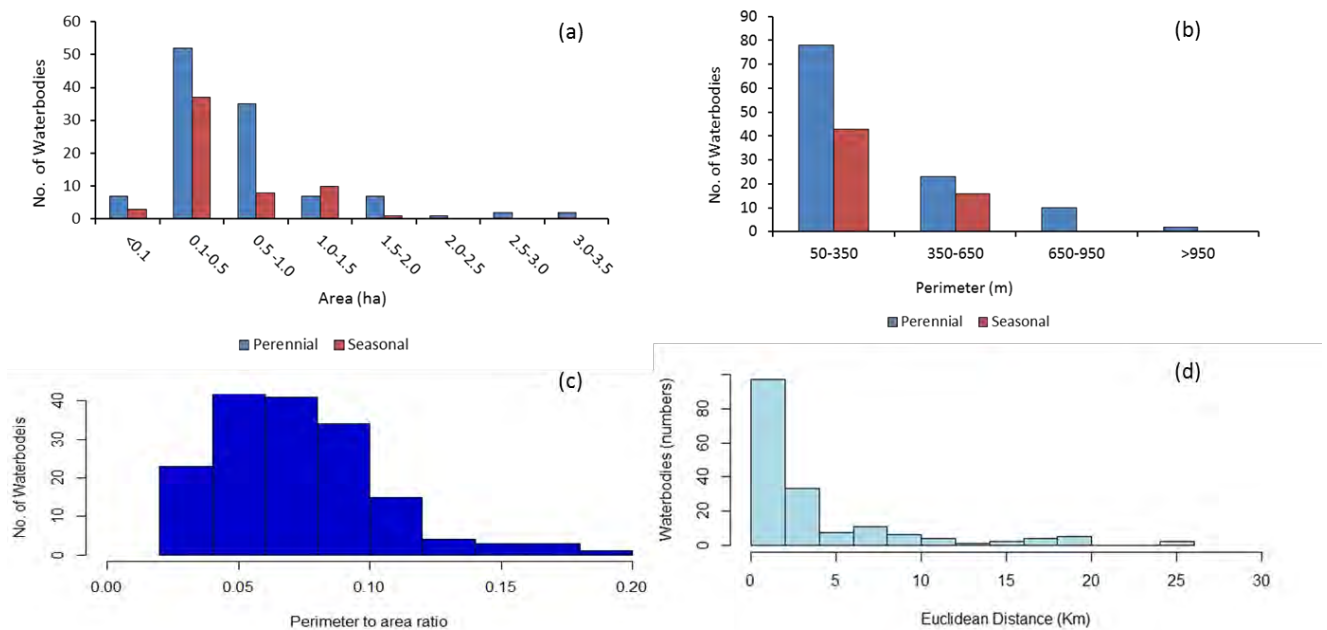 (a)
No. of Waterbodies
60
50
40
30
20
10
0
<0.1
0.1-0.5
0.5 -1.0
1.0-1.5
1.5-2.0
2.0-2.5
2.5-3.0
3.0-3.5
Area (ha)
Perennial Seasonal
(b)
No. of Waterbodies
90
80
70
60
50
40
30
20
10
0
50-350 350-650 650-950 >950
Perimeter (m)
Perennial Seasonal
(c)
No. of Waterbodeis
40
30
20
10
0
0.00 0.05 0.10 0.15 0.20
Perimeter to area ratio
(d)
Waterbodies (numbers)
80
60
40
20
0
0 5 10 15 20 25 30
Euclidean Distance (Km)